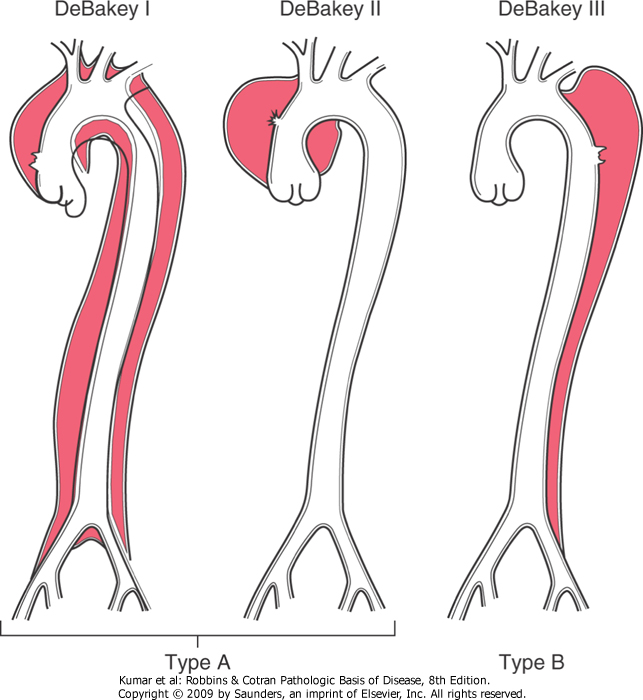 DeBakey I
DeBakey II
DeBakey III
Type A
Type B
Kumar et al: Robbins & Cotran Pathologic Basis of Disease, 8th Edition.
Copyright © 2009 by Saunders, an imprint of Elsevier, Inc. All rights reserved.